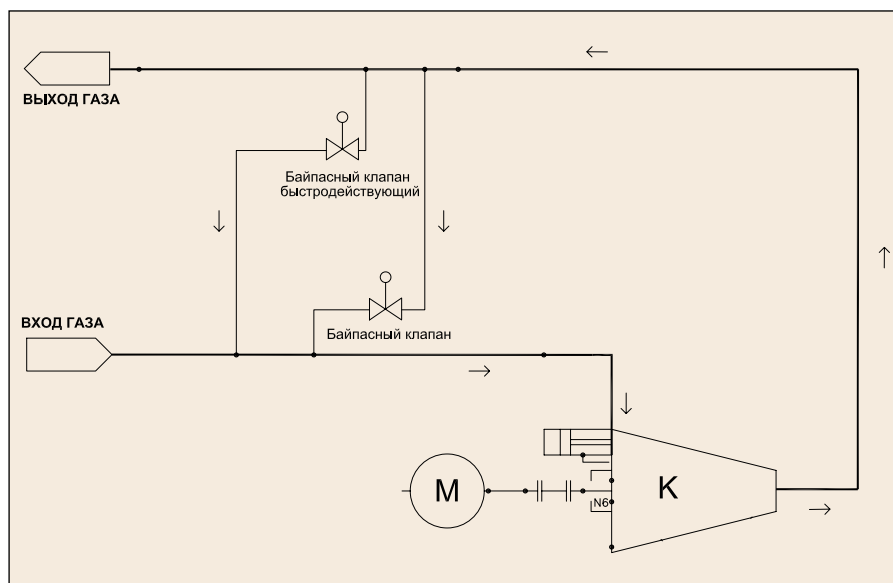 ВЫХОД ГАЗА
Байпасный клапан
быстродействующий
ВХОД ГАЗА
Байпасный клапан
М
К
N6